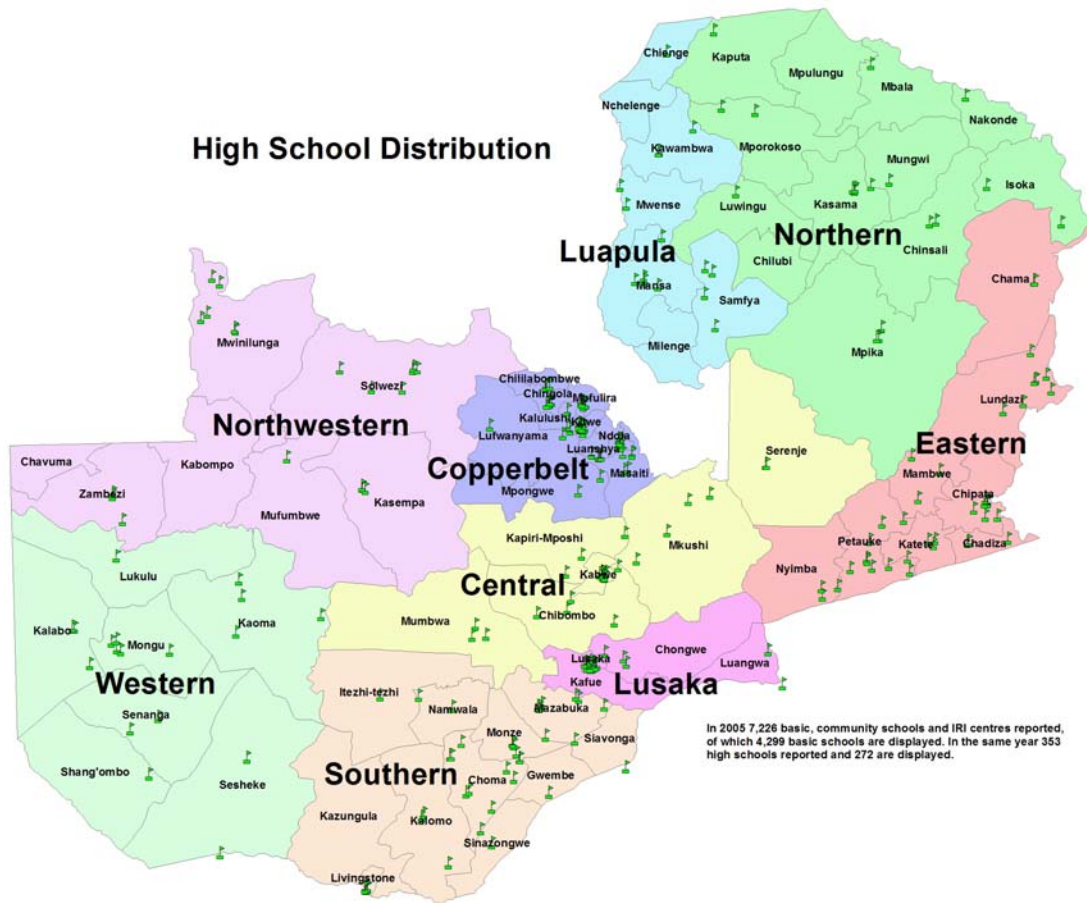 High School Distribution
Chienge
Kaputa
Mpulungu
Mbala
Nchelenge
Nakonde
Kawambwa
Mporokoso
Mungwi
Isoka
Mwense
Luwingu
Kasama
Luapula
Northern
Chinsali
Chilubi
Mansa
Samfya
Chama
Milenge
Mpika
Mwinilunga
Solwezi
Chililabombwe
Chingola
Mufulira
Kalulushi
Kitwe
Lufwanyama
Ndola
Luanshya
Northwestern
Copperbelt
Masaiti
Mpongwe
Lundazi
Eastern
Serenje
Mambwe
Chipata
Chavuma
Kabompo
Zambezi
Kasempa
Mufumbwe
Kapiri-Mposhi
Mkushi
Petauke
Katete
Chadiza
Nyimba
Lukulu
Central
Kabwe
Chibombo
Mumbwa
Kalabo
Kaoma
Mongu
Western
Chongwe
Lusaka
Luangwa
Kafue
Lusaka
Itezhi-tezhi
Namwala
Mazabuka
Senanga
Monze
Siavonga
In 2005 7,226 basic, community schools and IRI centres reported,
of which 4,299 basic schools are displayed. In the same year 353
high schools reported and 272 are displayed.
Shang'ombo
Sesheke
Southern
Choma
Gwembe
Kazungula
Kalomo
Sinazongwe
Livingstone